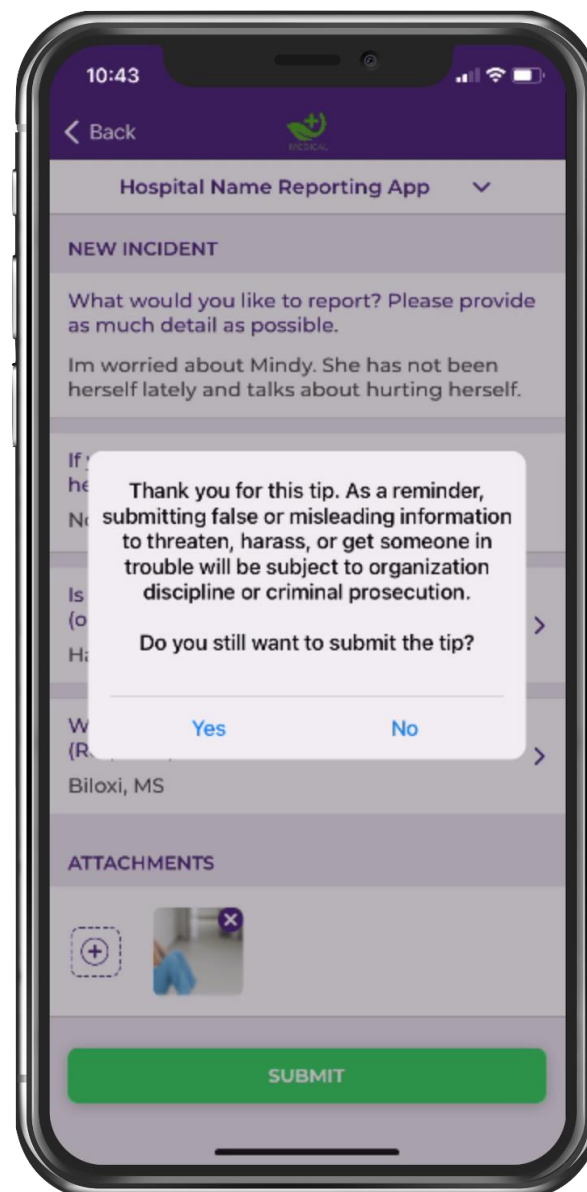 10:43
Back
MEDICAL
Hospital Name Reporting App
NEW INCIDENT
What would you like to report? Please provide
as much detail as possible.
Im worried about Mindy. She has not been
herself lately and talks about hurting herself.
If
he
Thank you for this tip. As a reminder,
submitting false or misleading information
to threaten, harass, or get someone in
trouble will be subject to organization
discipline or criminal prosecution.
Do you still want to submit the tip?
Yes
No
Is
(o
Biloxi, MS
ATTACHMENTS
SUBMIT